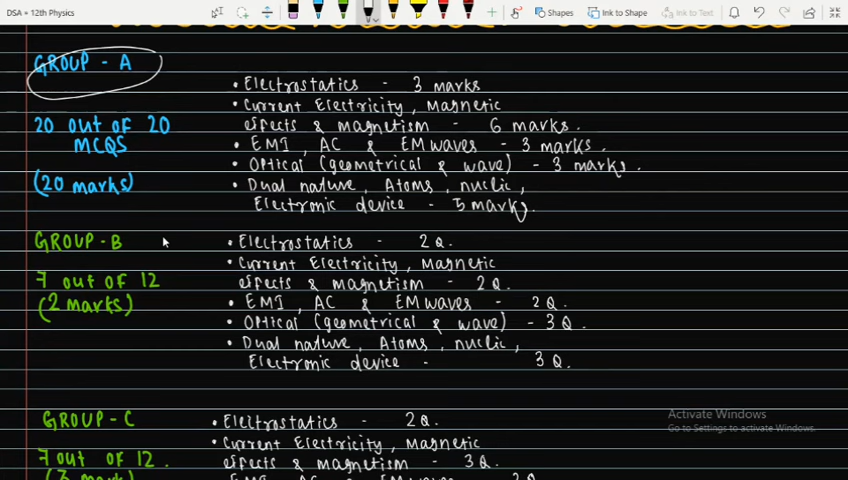 DSA + 12th Physics
Shapes
Ink to Shape
Ink to Text
GROUP - A
• Electrostatics - 3 marks
• Current Electricity, Magnetic
effects & magnetism - 6 marks.
20 out of 20
MCQS
• EMI, AC & EM waves - 3 marks.
• Optical (geometrical & wave) - 3 marks.
(20 marks)
• Dual nature, Atoms, nuclic,
Electronic device - 5 marks.
GROUP - B
• Electrostatics - 2 Q.
• Current Electricity, Magnetic
effects & magnetism - 2 Q.
7 out of 12
(2 marks)
• EMI, AC & EM waves - 2 Q.
• Optical (geometrical & wave) - 3 Q.
• Dual nature, Atoms, nuclic,
Electronic device - 3 Q.
GROUP - C
• Electrostatics - 2 Q.
• Current Electricity, Magnetic
effects & magnetism - 3 Q.
7 out of 12.
Activate Windows
Go to Settings to activate Windows.